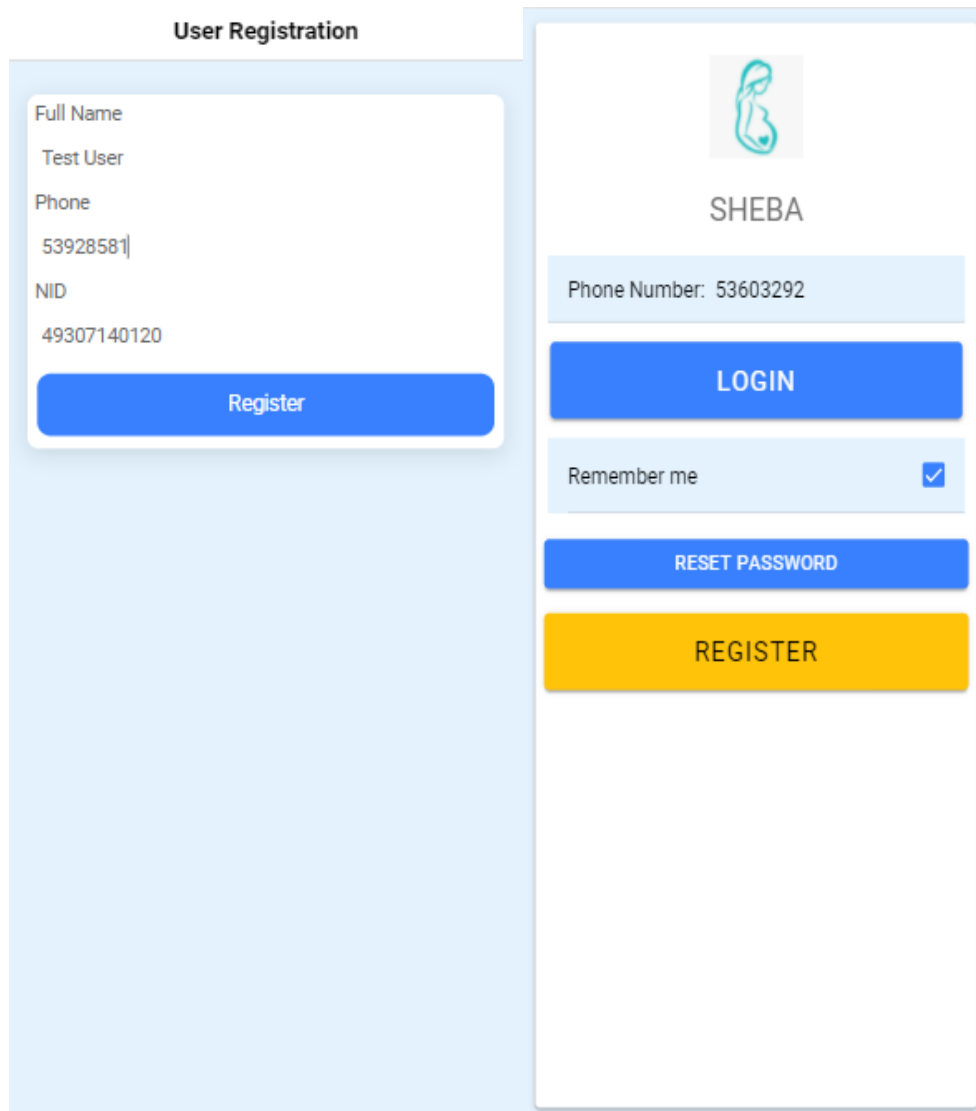 User Registration
Full Name
Test User
Phone
53928581
NID
49307140120
Register
SHEBA
Phone Number: 53603292
LOGIN
Remember me
RESET PASSWORD
REGISTER